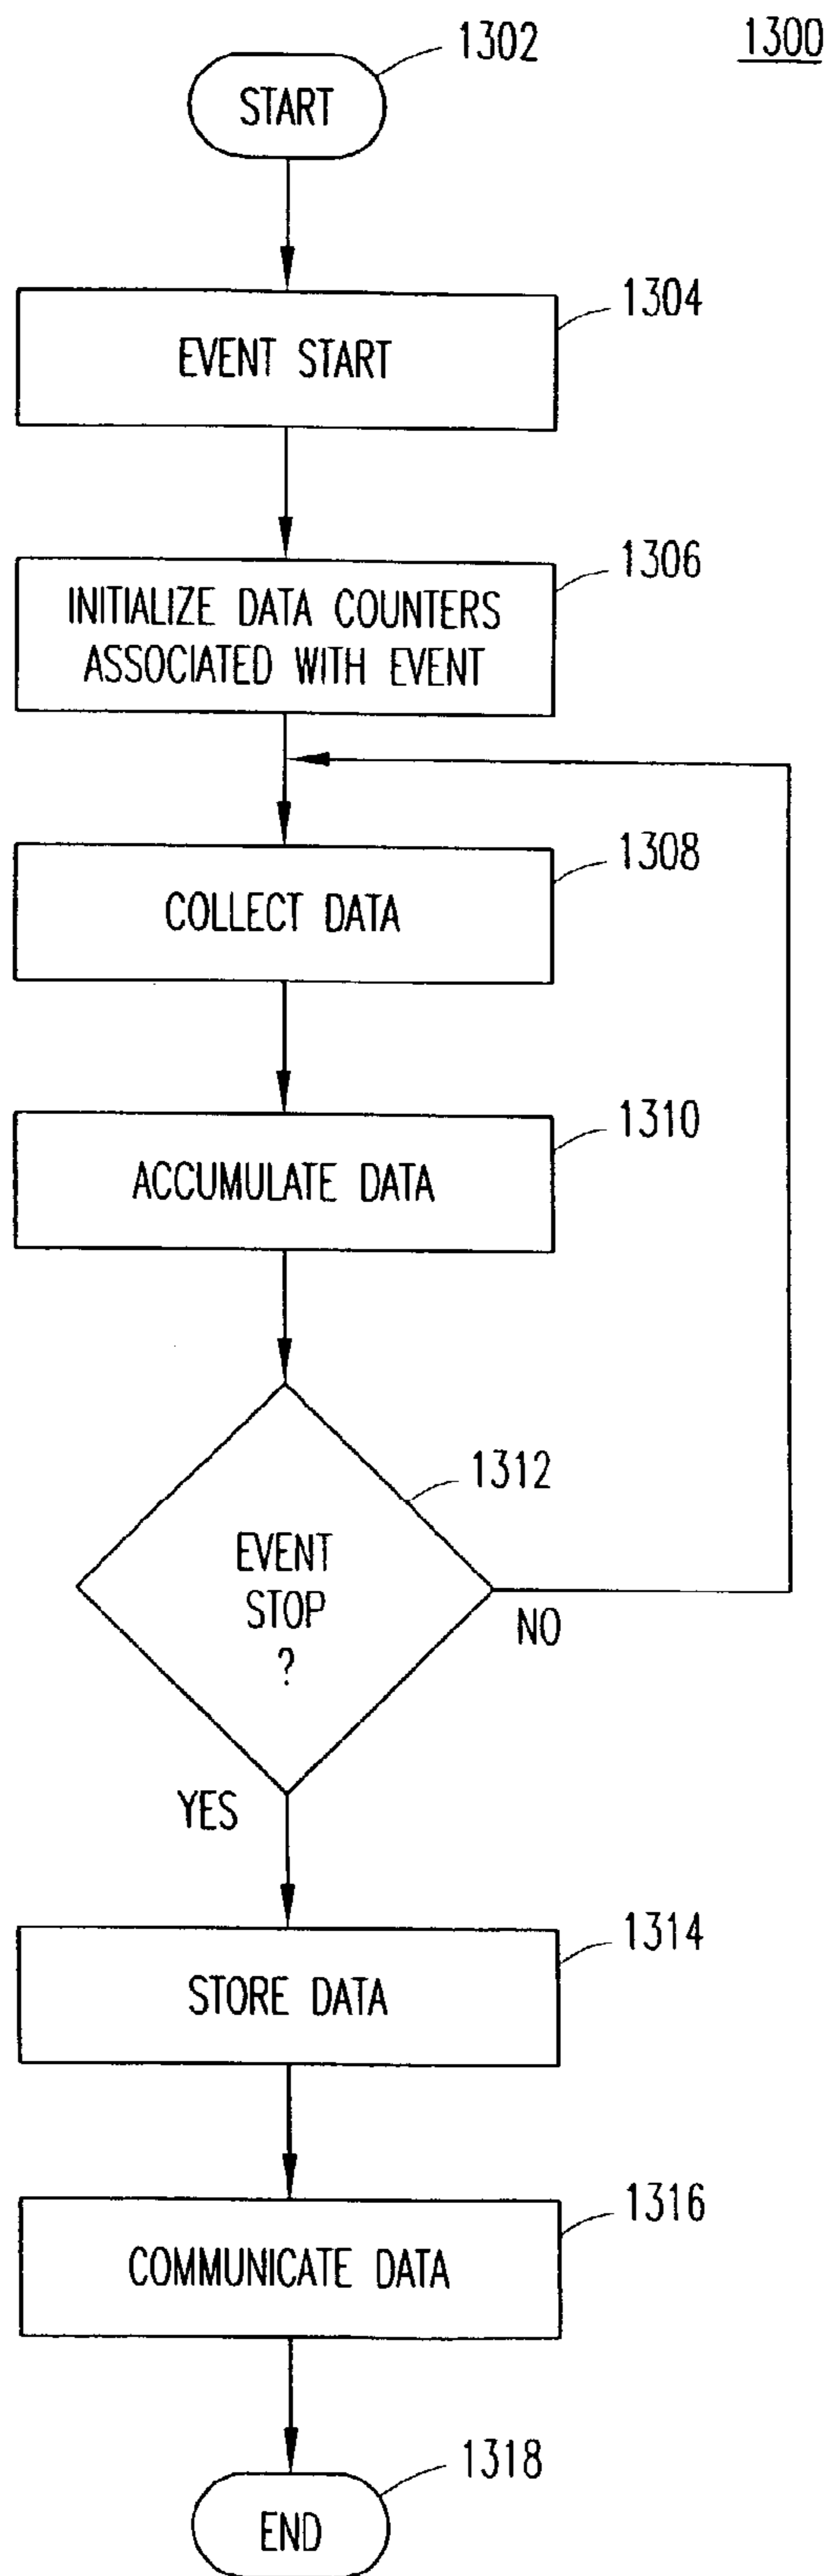 1300
1302
START
1304
EVENT START
1306
INITIALIZE DATA COUNTERS
ASSOCIATED WITH EVENT
1308
COLLECT DATA
1310
ACCUMULATE DATA
1312
EVENT
STOP
?
NO
YES
1314
STORE DATA
1316
COMMUNICATE DATA
1318
END